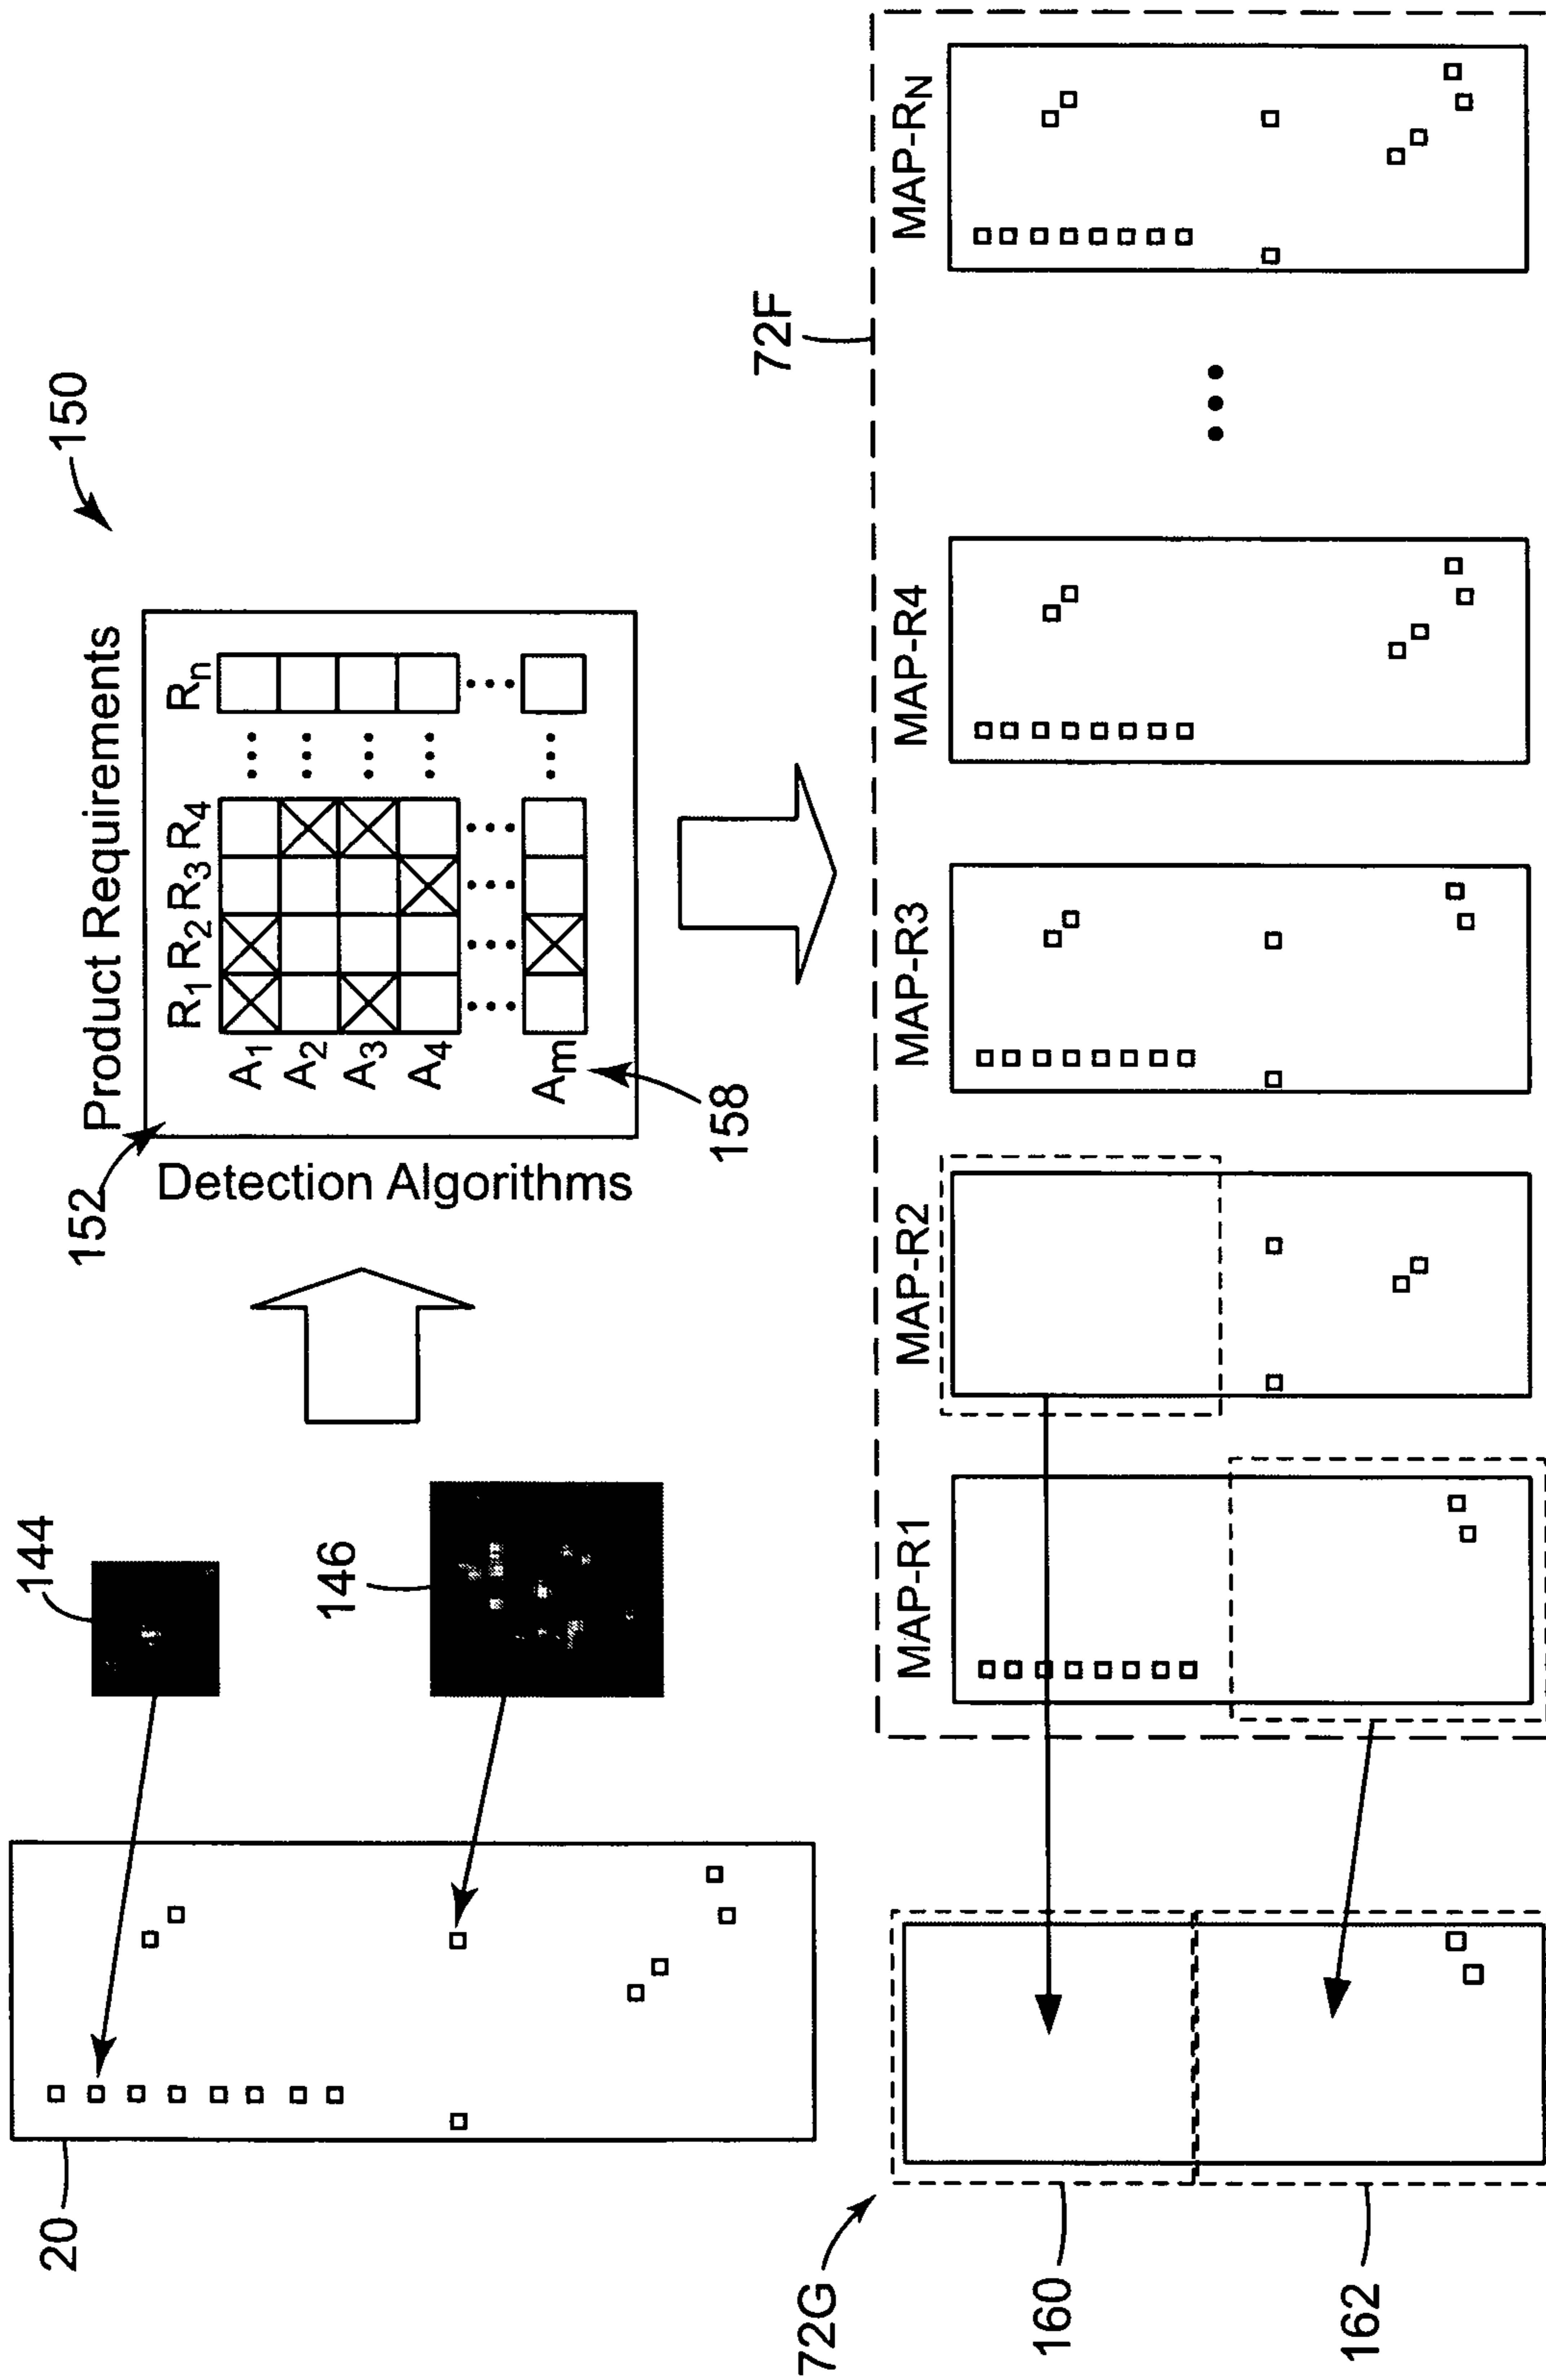 150
20
144
146
152
Product Requirements
R1 R2 R3 R4 Rn
Detection Algorithms
A1
A2
A3
A4
Am
158
72F
72G
160
162
MAP-R1
MAP-R2
MAP-R3
MAP-R4
MAP-RN